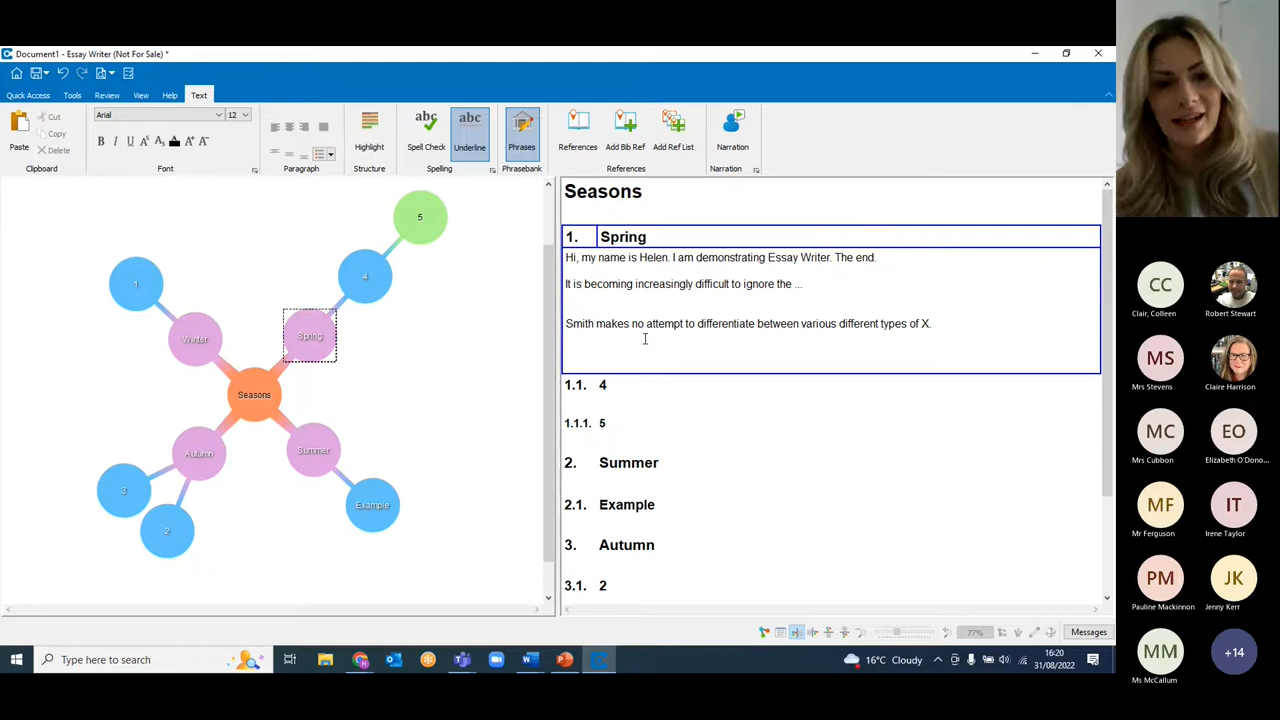 Document1 - Essay Writer (Not For Sale) *
Quick Access Tools Review View Help Text
Paste
Cut
Copy
Delete
Clipboard
Arial 12
B I U
Font
Paragraph
Highlight
Structure
abc
Spell Check
abc
Underline
Spelling
Phrases
Phrasebank
References
Add Bib Ref
Add Ref List
References
Narration
Narration
5
4
1
Winter
Spring
Seasons
Autumn
Summer
3
2
Example
Seasons
1. Spring
Hi, my name is Helen. I am demonstrating Essay Writer. The end.
It is becoming increasingly difficult to ignore the ...
Smith makes no attempt to differentiate between various different types of X.
1.1. 4
1.1.1. 5
2. Summer
2.1. Example
3. Autumn
3.1. 2
77%
Messages
Type here to search
16°C Cloudy
16:20
31/08/2022
CC
Clair, Colleen
Robert Stewart
MS
Mrs Stevens
Claire Harrison
MC
Mrs Cubbon
EO
Elizabeth O'Dono...
MF
Mr Ferguson
IT
Irene Taylor
PM
Pauline Mackinnon
JK
Jenny Kerr
MM
Ms McCallum
+14